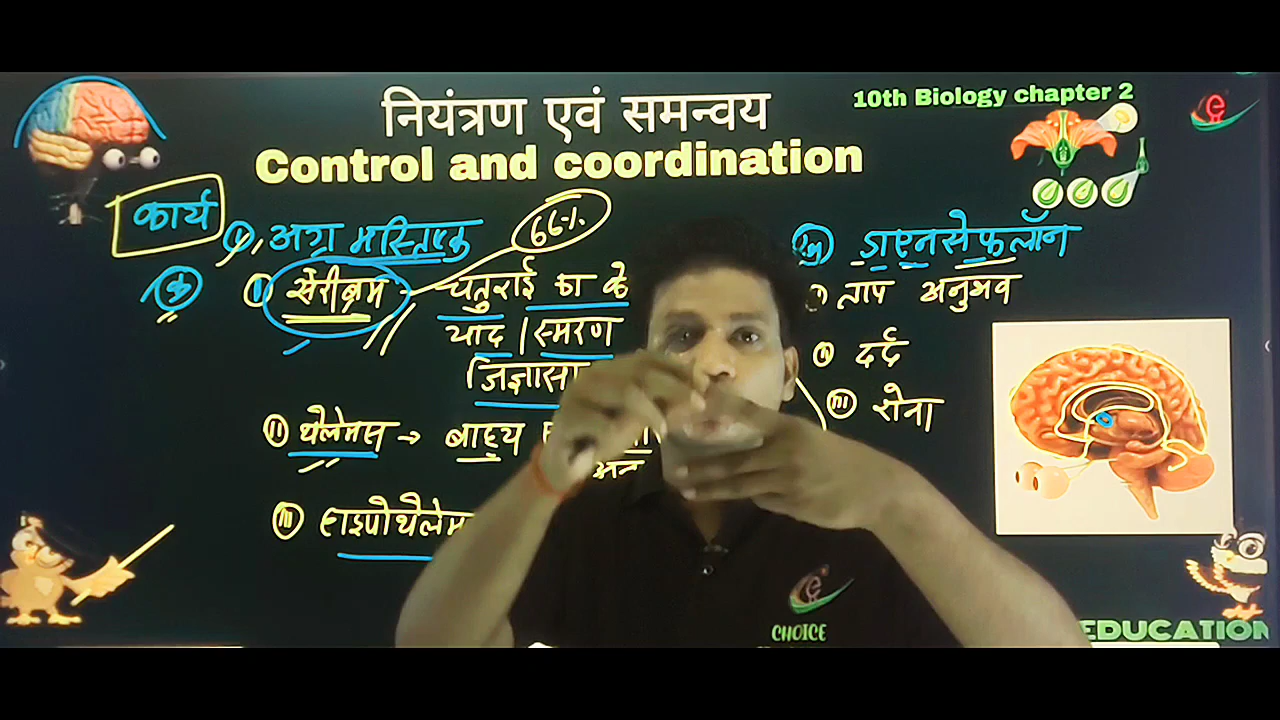 नियंत्रण एवं समन्वय
10th Biology chapter 2
Control and coordination
कार्य
अग्र मस्तिष्क
66%
क
सेरीब्रम
चतुराई का के
याद / स्मरण
जिज्ञासा
॥ थैलेमस → बाह्य
॥। हाइपोथैलेम
डाएनसेफलॉन
ताप अनुभव
॥ दर्द
॥। रोना
e
CHOICE
EDUCATION